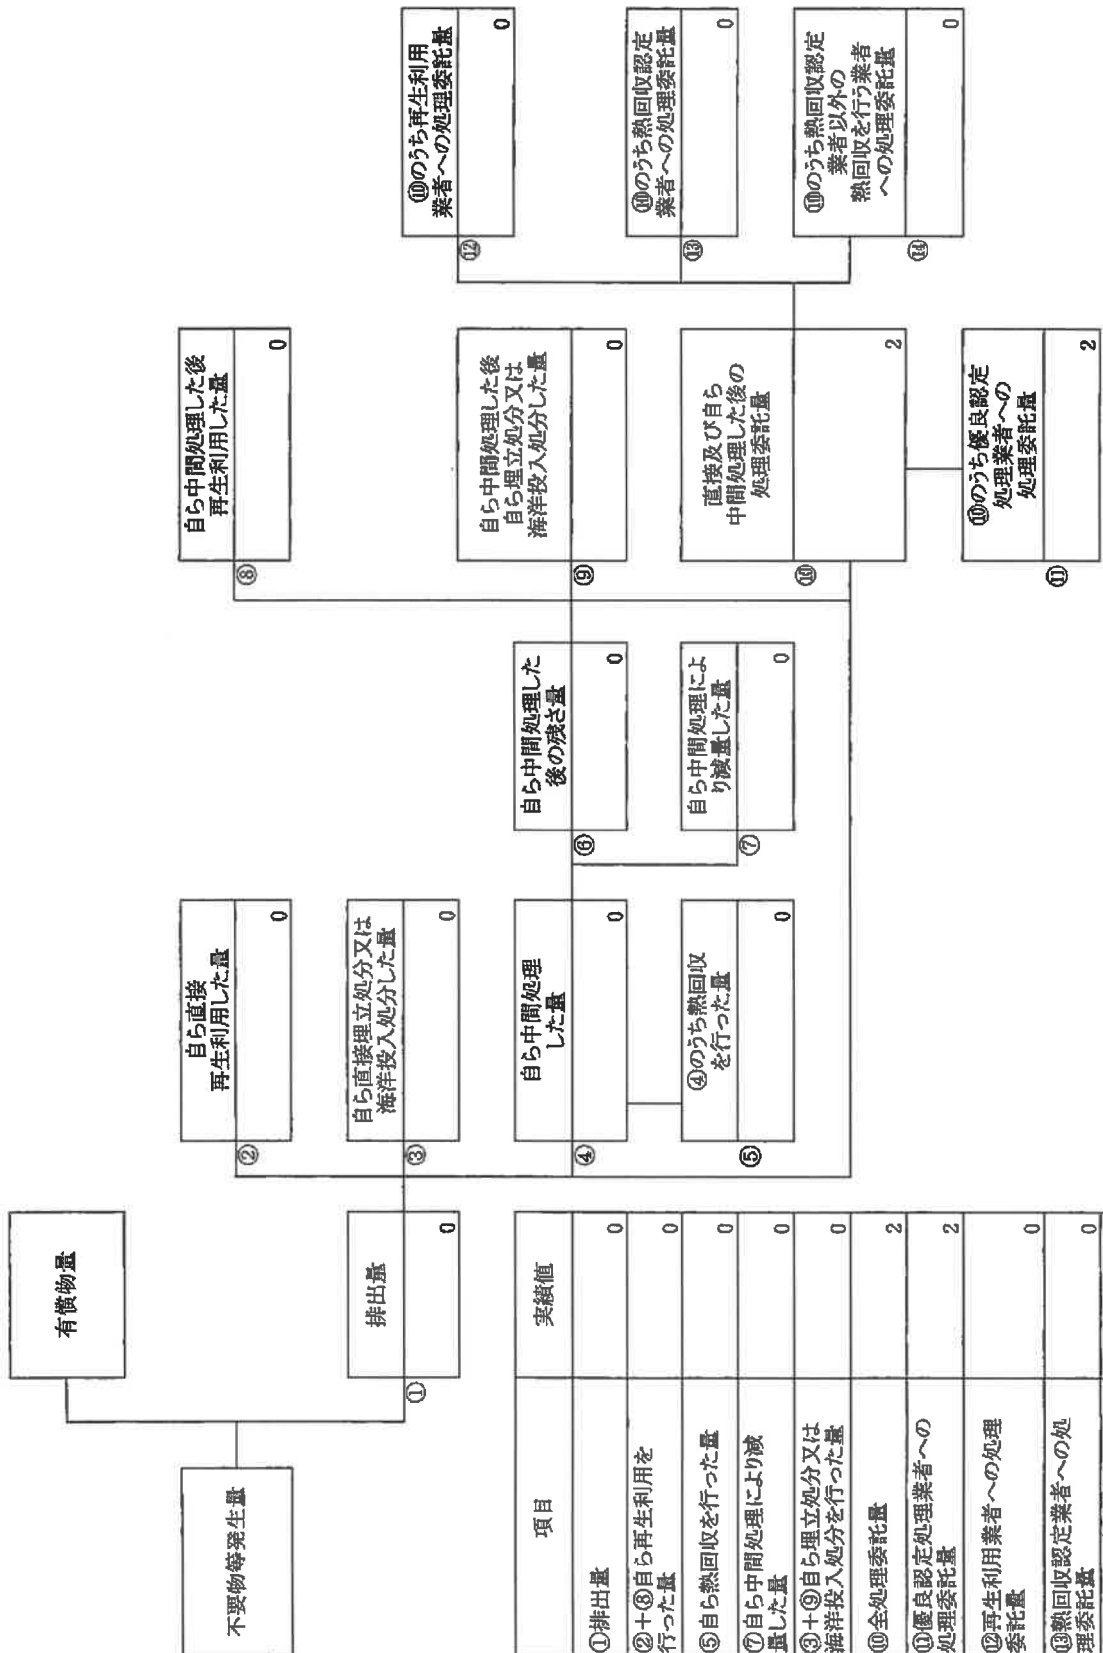 不要物等発生量
有償物量
排出量
①
0
②
自ら直接
再生利用した量
0
③
自ら直接埋立処分又は
海洋投入処分した量
0
④
自ら中間処理
した量
0
⑤
④のうち熱回収
を行った量
0
⑥
自ら中間処理した
後の残さ量
0
⑦
自ら中間処理によ
り減量した量
0
⑧
自ら中間処理した後
再生利用した量
0
⑨
自ら中間処理した後
自ら埋立処分又は
海洋投入処分した量
0
⑩
直接及び自ら
中間処理した後の
処理委託量
2
⑪
⑩のうち優良認定
処理業者への
処理委託量
2
⑫
⑩のうち再生利用
業者への処理委託量
0
⑬
⑩のうち熱回収認定
業者への処理委託量
0
⑭
⑩のうち熱回収認定
業者以外の
熱回収を行う業者
への処理委託量
0
項目 実績値
①排出量 0
②+⑧自ら再生利用を
行った量 0
⑤自ら熱回収を行った量 0
⑦自ら中間処理により減
量した量 0
③+⑨自ら埋立処分又は
海洋投入処分を行った量 0
⑩全処理委託量 2
⑪優良認定処理業者への
処理委託量 2
⑫再生利用業者への処理
委託量 0
⑬熱回収認定業者への処
理委託量 0